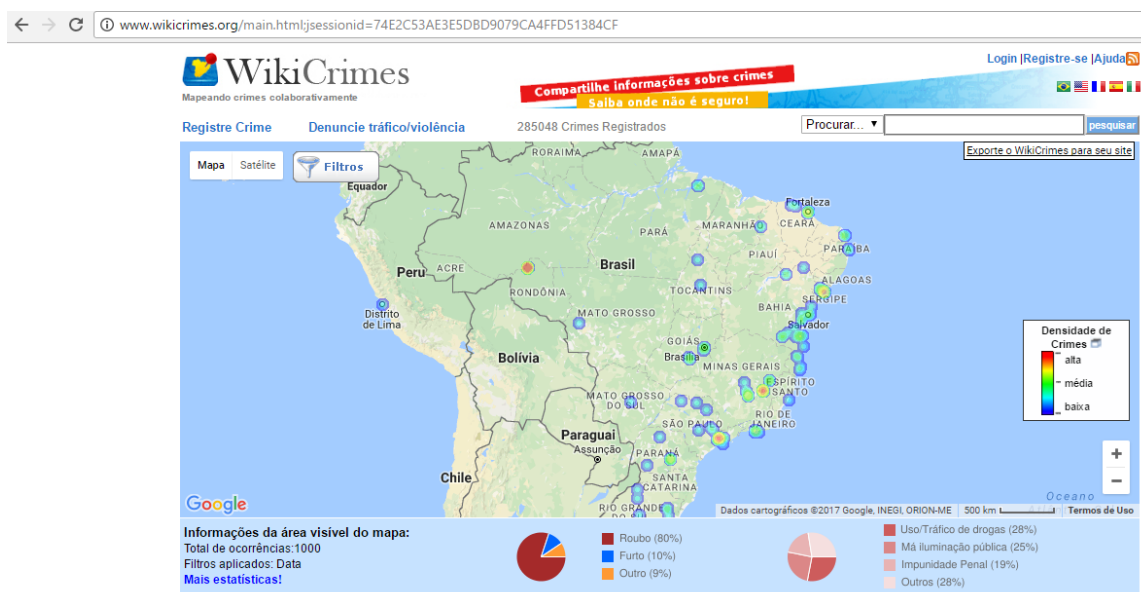 www.wikicrimes.org/main.html;jsessionid=74E2C53AE3E5DBD9079CA4FFD51384CF
WikiCrimes
Mapeando crimes colaborativamente
Compartilhe informações sobre crimes
Saiba onde não é seguro!
Login |Registre-se |Ajuda
Registre Crime Denuncie tráfico/violência 285048 Crimes Registrados Procurar... pesquisar
Exporte o WikiCrimes para seu site
Mapa Satélite Filtros
RORAIMA AMAPÁ
Equador
Fortaleza
AMAZONAS PARÁ MARANHÃO CEARÁ
PIAUÍ PARAÍBA
Peru ACRE Brasil
ALAGOAS
RONDÔNIA TOCANTINS
SERGIPE
Distrito de Lima
MATO GROSSO BAHIA
Salvador
GOIÁS
Bolívia Brasília
MINAS GERAIS
ESPÍRITO SANTO
MATO GROSSO DO SUL
RIO DE JANEIRO
SÃO PAULO
Paraguai
Assunção PARANÁ
Chile
SANTA CATARINA
RIO GRANDE DO
Densidade de
Crimes
alta
média
baixa
+
−
Oceano
Google
Dados cartográficos ©2017 Google, INEGI, ORION-ME 500 km Termos de Uso
Informações da área visível do mapa:
Total de ocorrências:1000
Filtros aplicados: Data
Mais estatísticas!
Roubo (80%)
Furto (10%)
Outro (9%)
Uso/Tráfico de drogas (28%)
Má iluminação pública (25%)
Impunidade Penal (19%)
Outros (28%)